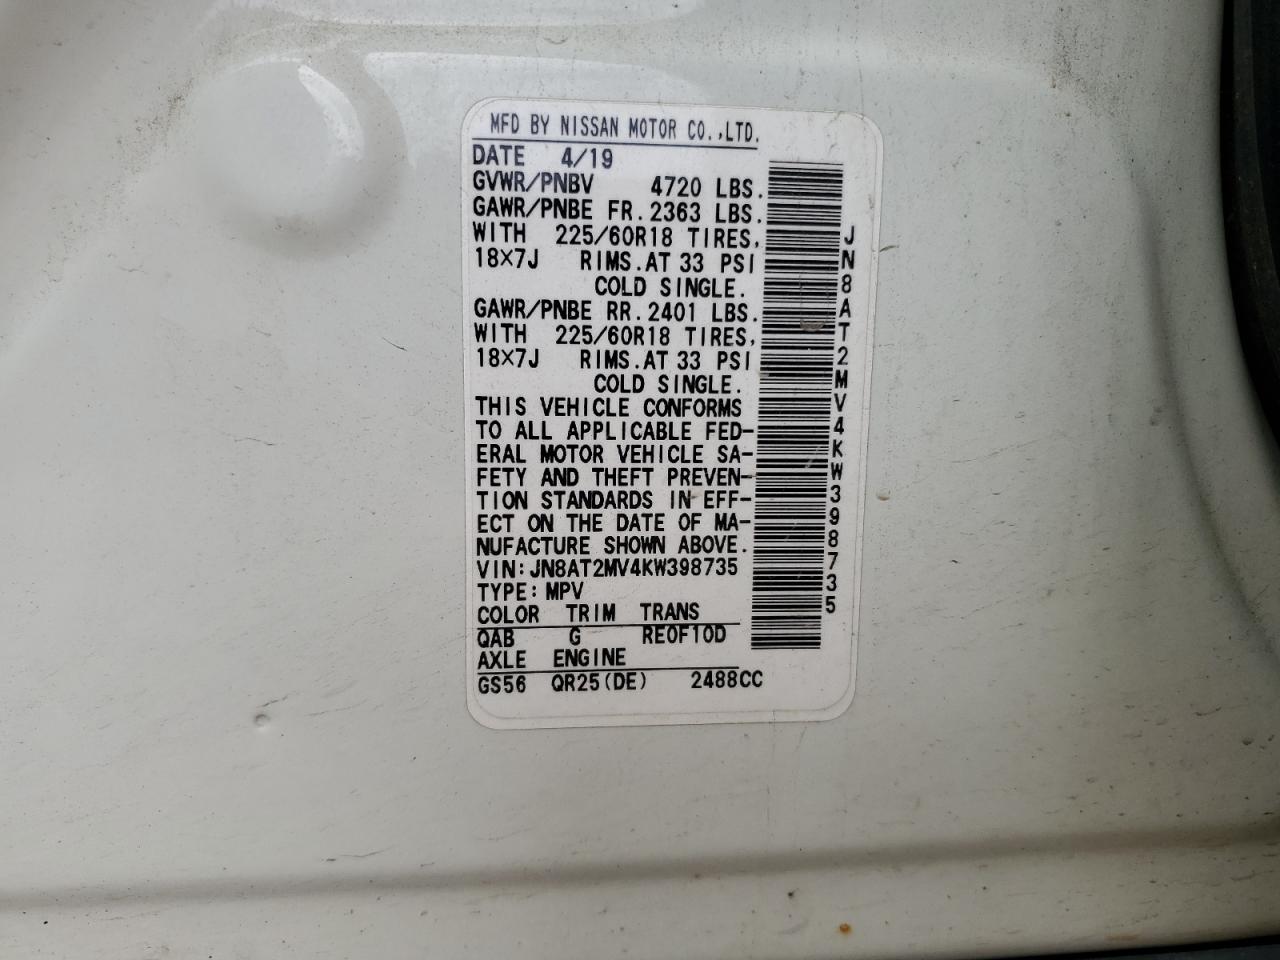 MFD BY NISSAN MOTOR CO.,LTD.
DATE 4/19
GVWR/PNBV 4720 LBS.
GAWR/PNBE FR. 2363 LBS.
WITH 225/60R18 TIRES,
18×7J RIMS.AT 33 PSI
COLD SINGLE.
GAWR/PNBE RR. 2401 LBS.
WITH 225/60R18 TIRES,
18×7J RIMS.AT 33 PSI
COLD SINGLE.
THIS VEHICLE CONFORMS
TO ALL APPLICABLE FED-
ERAL MOTOR VEHICLE SA-
FETY AND THEFT PREVEN-
TION STANDARDS IN EFF-
ECT ON THE DATE OF MA-
NUFACTURE SHOWN ABOVE.
VIN: JN8AT2MV4KW398735
TYPE: MPV
COLOR TRIM TRANS
QAB G RE0F10D
AXLE ENGINE
GS56 QR25(DE) 2488CC
JN8AT2MV4KW398735